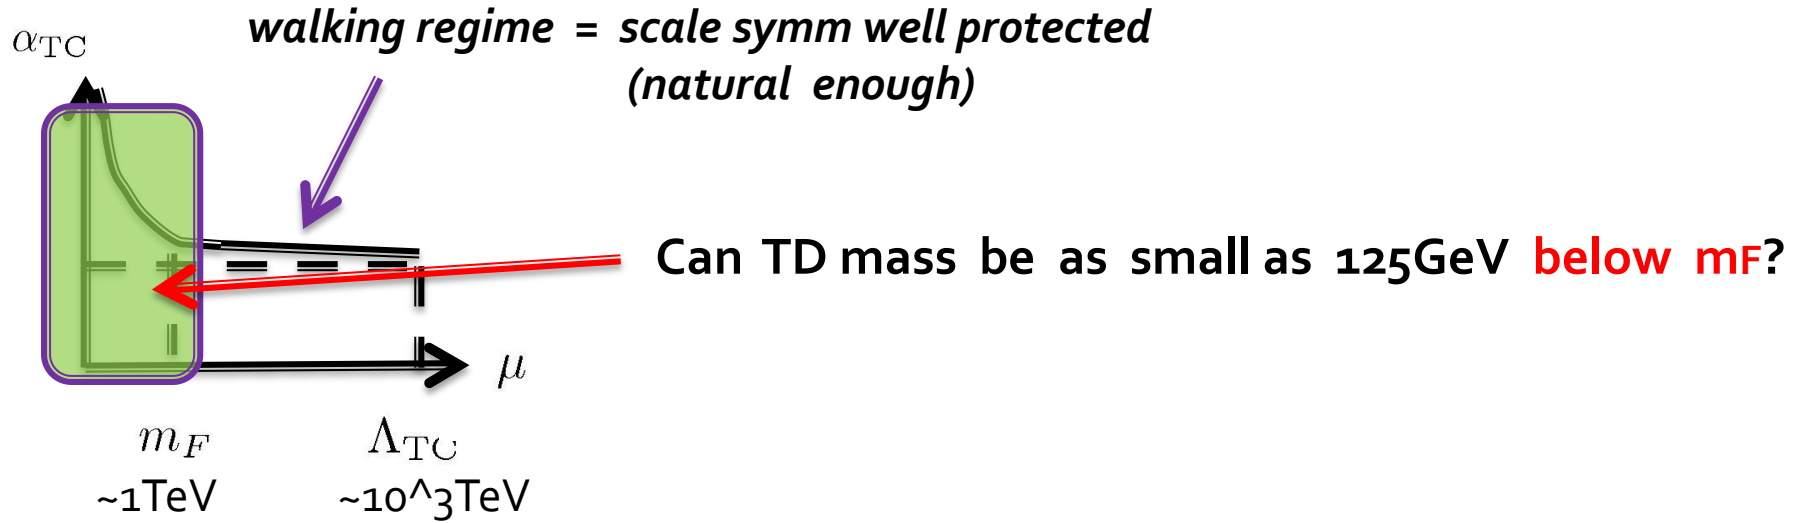 walking regime = scale symm well protected
(natural enough)
α_TC
Can TD mass be as small as 125GeV below mF?
μ
m_F
Λ_TC
~1TeV
~10^3TeV